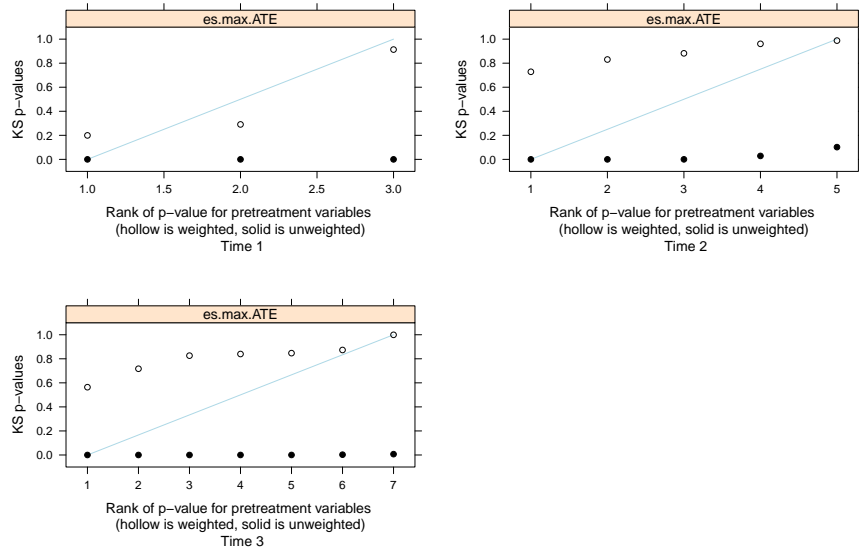 es.max.ATE
KS p−values
1.0
0.8
0.6
0.4
0.2
0.0
1.0 1.5 2.0 2.5 3.0
Rank of p−value for pretreatment variables
(hollow is weighted, solid is unweighted)
Time 1
es.max.ATE
KS p−values
1.0
0.8
0.6
0.4
0.2
0.0
1 2 3 4 5
Rank of p−value for pretreatment variables
(hollow is weighted, solid is unweighted)
Time 2
es.max.ATE
KS p−values
1.0
0.8
0.6
0.4
0.2
0.0
1 2 3 4 5 6 7
Rank of p−value for pretreatment variables
(hollow is weighted, solid is unweighted)
Time 3